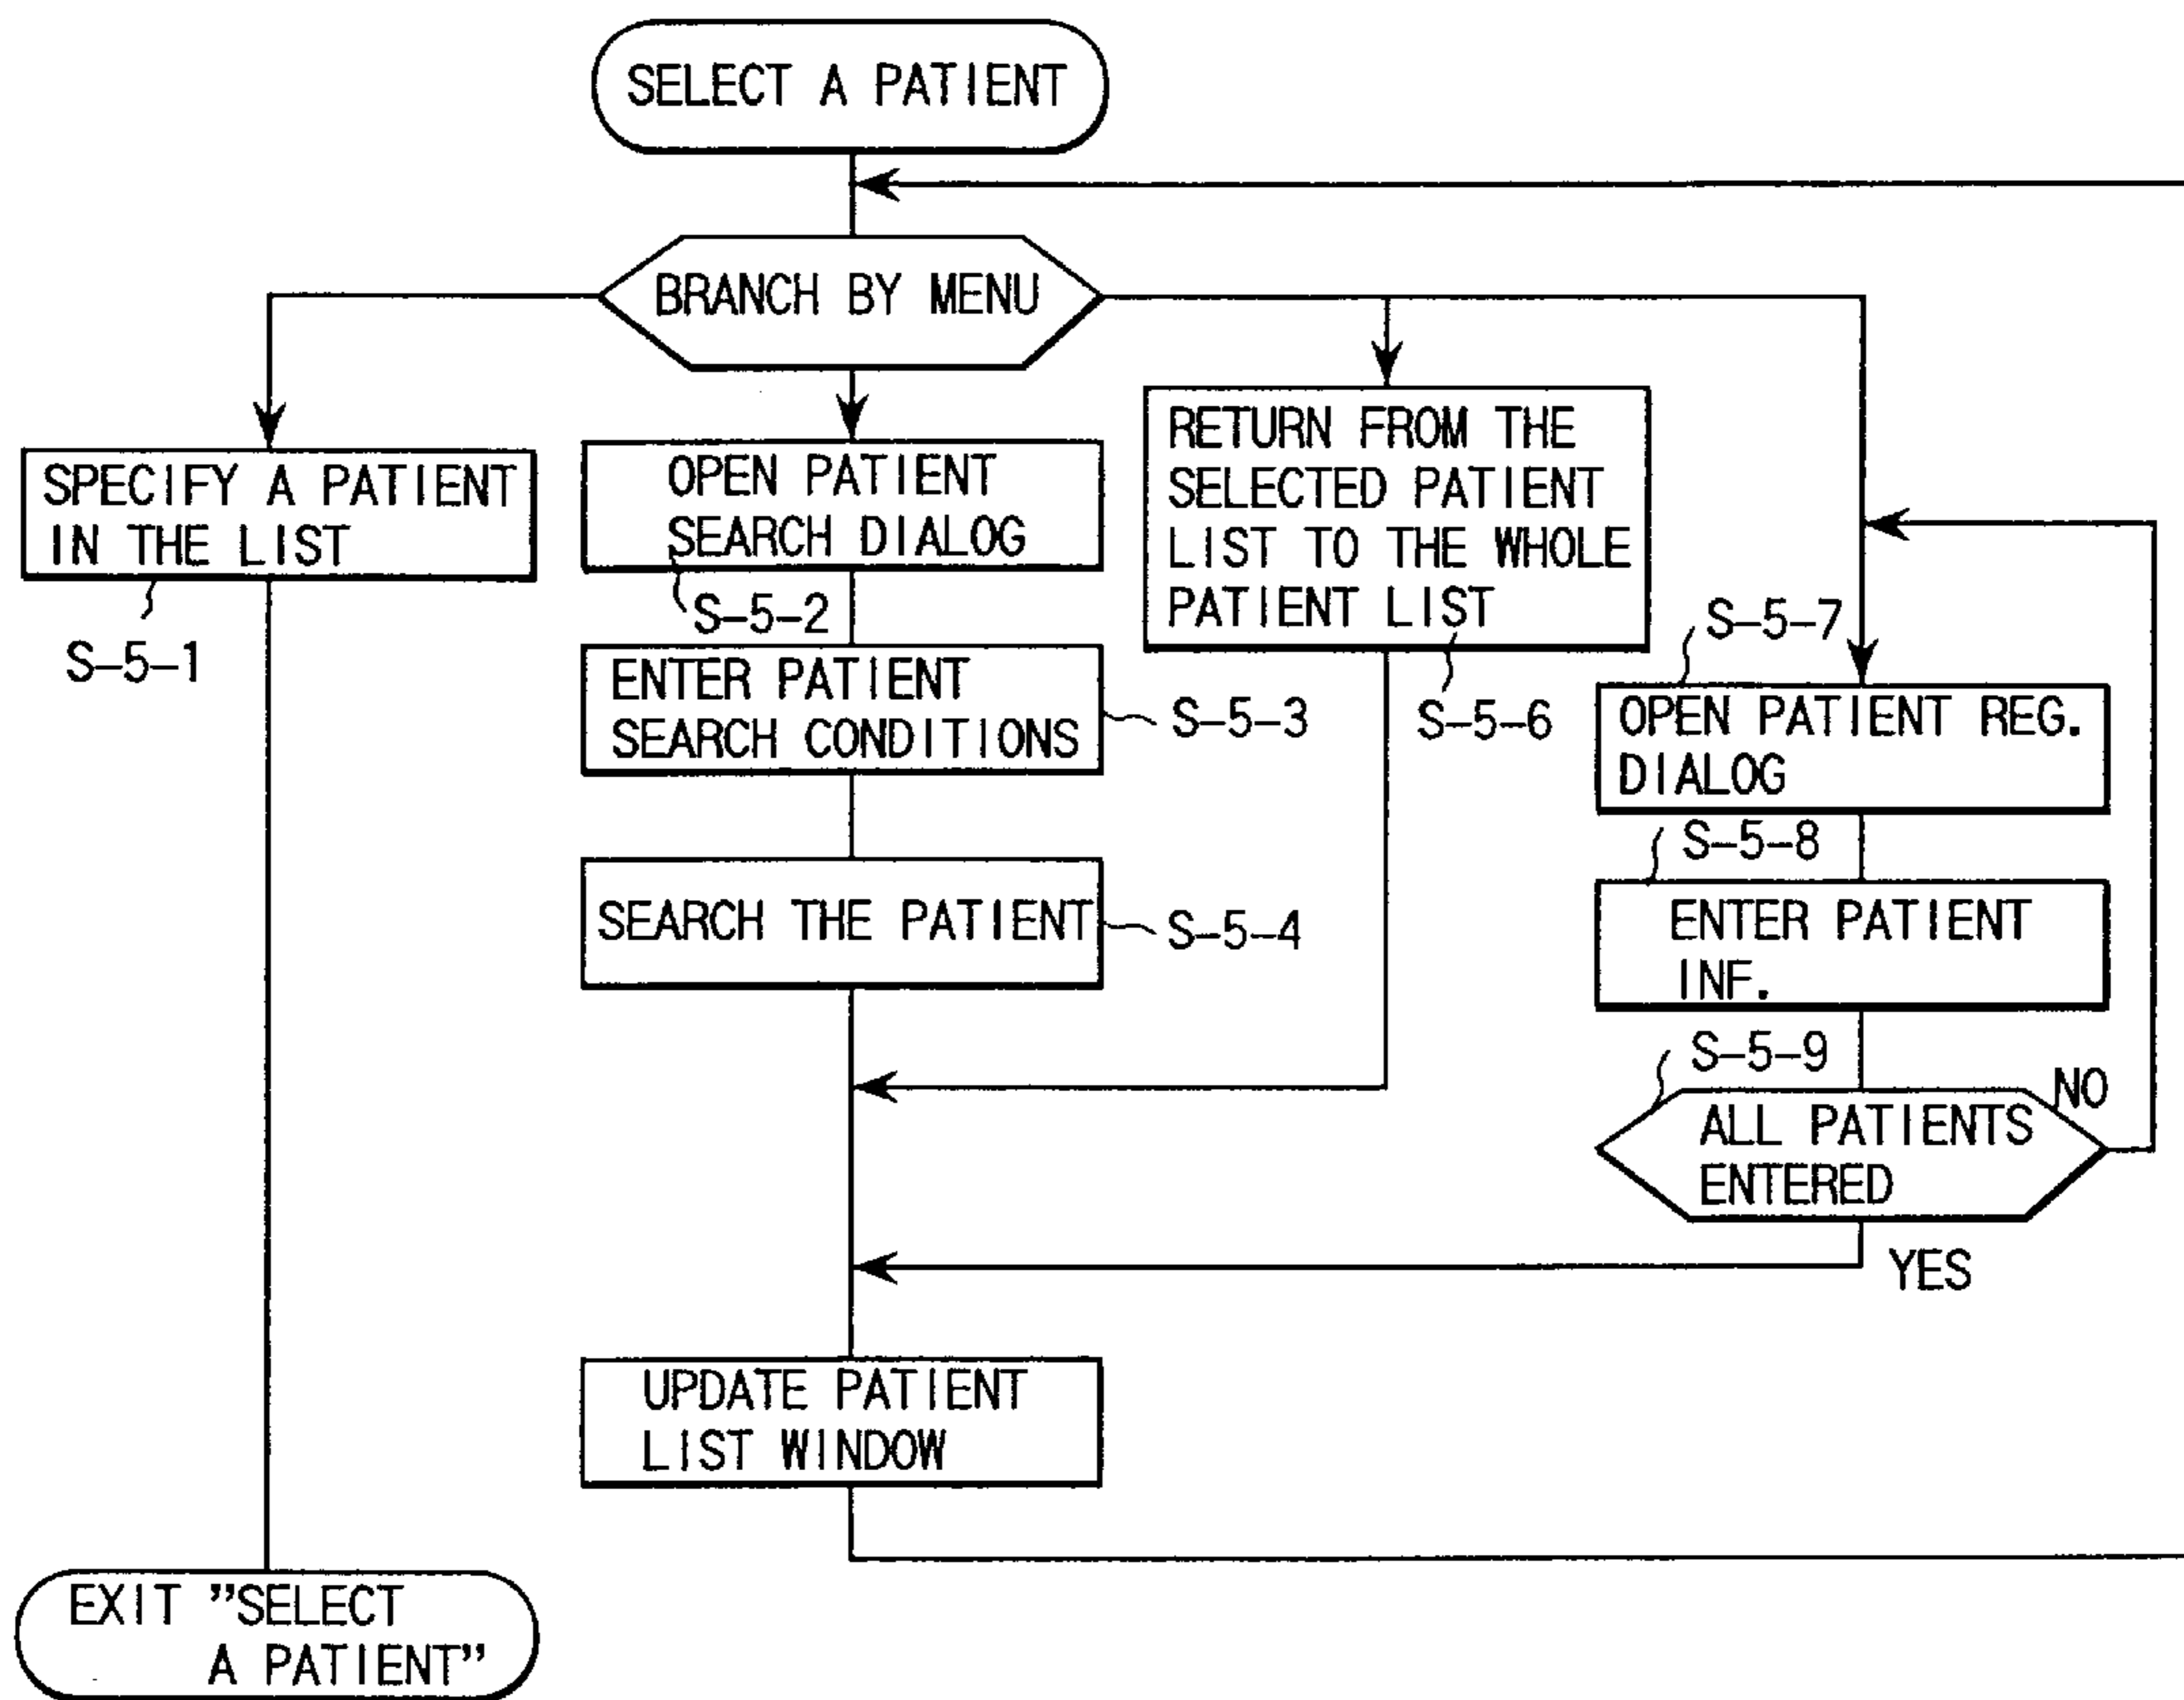 SELECT A PATIENT
BRANCH BY MENU
SPECIFY A PATIENT
IN THE LIST
S-5-1
OPEN PATIENT
SEARCH DIALOG
S-5-2
ENTER PATIENT
SEARCH CONDITIONS
S-5-3
SEARCH THE PATIENT
S-5-4
RETURN FROM THE
SELECTED PATIENT
LIST TO THE WHOLE
PATIENT LIST
S-5-6
S-5-7
OPEN PATIENT REG.
DIALOG
S-5-8
ENTER PATIENT
INF.
S-5-9
ALL PATIENTS
ENTERED
NO
YES
UPDATE PATIENT
LIST WINDOW
EXIT "SELECT
A PATIENT"